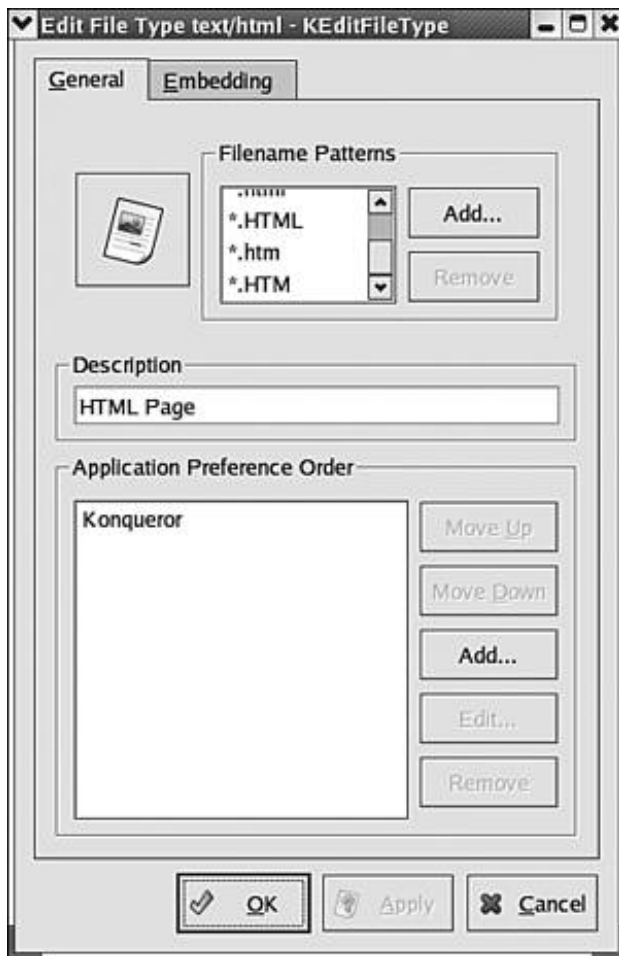 Edit File Type text/html - KEditFileType
General
Embedding
Filename Patterns
*.HTML
*.htm
*.HTM
Add...
Remove
Description
HTML Page
Application Preference Order
Konqueror
Move Up
Move Down
Add...
Edit...
Remove
OK
Apply
Cancel